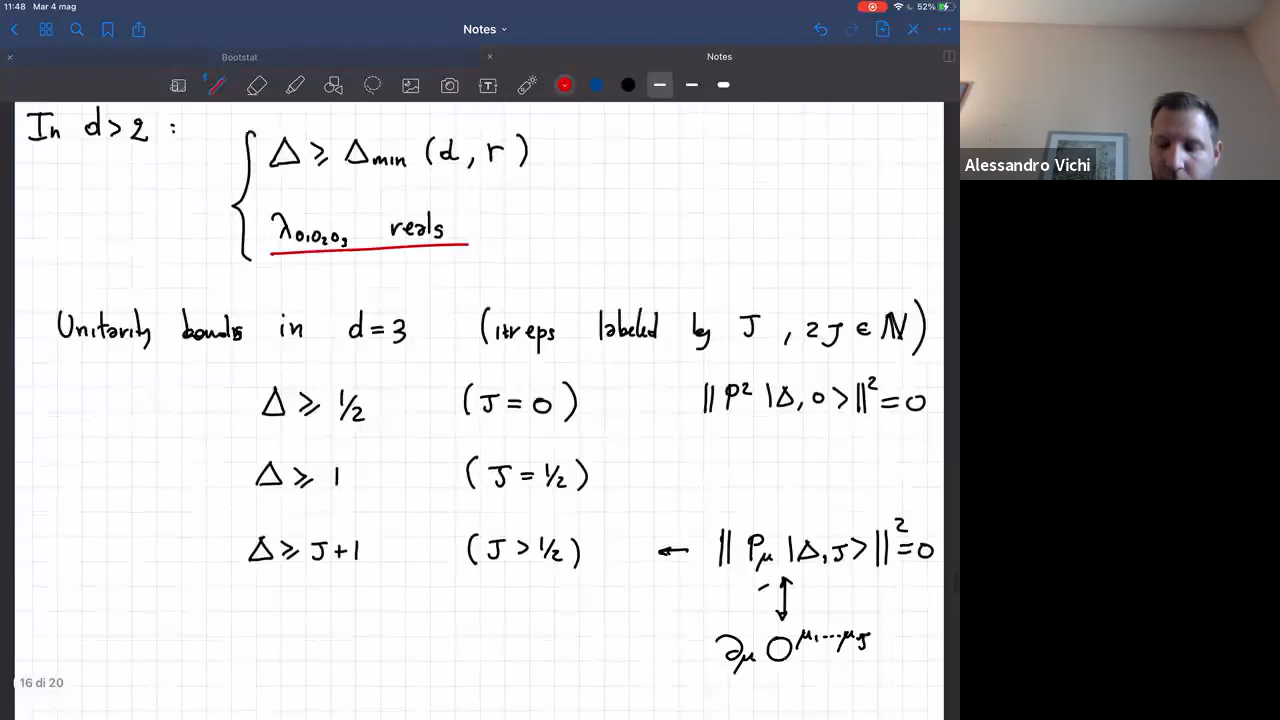 11:48 Mar 4 mag
52%
Notes
Bootstat
Notes
In d > 2 :
Δ ≥ Δmin (d, r)
λO₁O₂O₃ reals
Alessandro Vichi
Unitarity bounds in d = 3 (irreps labeled by J , 2J ∈ ℕ)
Δ ≥ 1/2 (J = 0) || P² |Δ, 0 > ||² = 0
Δ ≥ 1 (J = 1/2)
Δ ≥ J + 1 (J > 1/2) ← || Pμ |Δ, J > ||² = 0
↕
∂μ O^μ₁...μJ
16 di 20